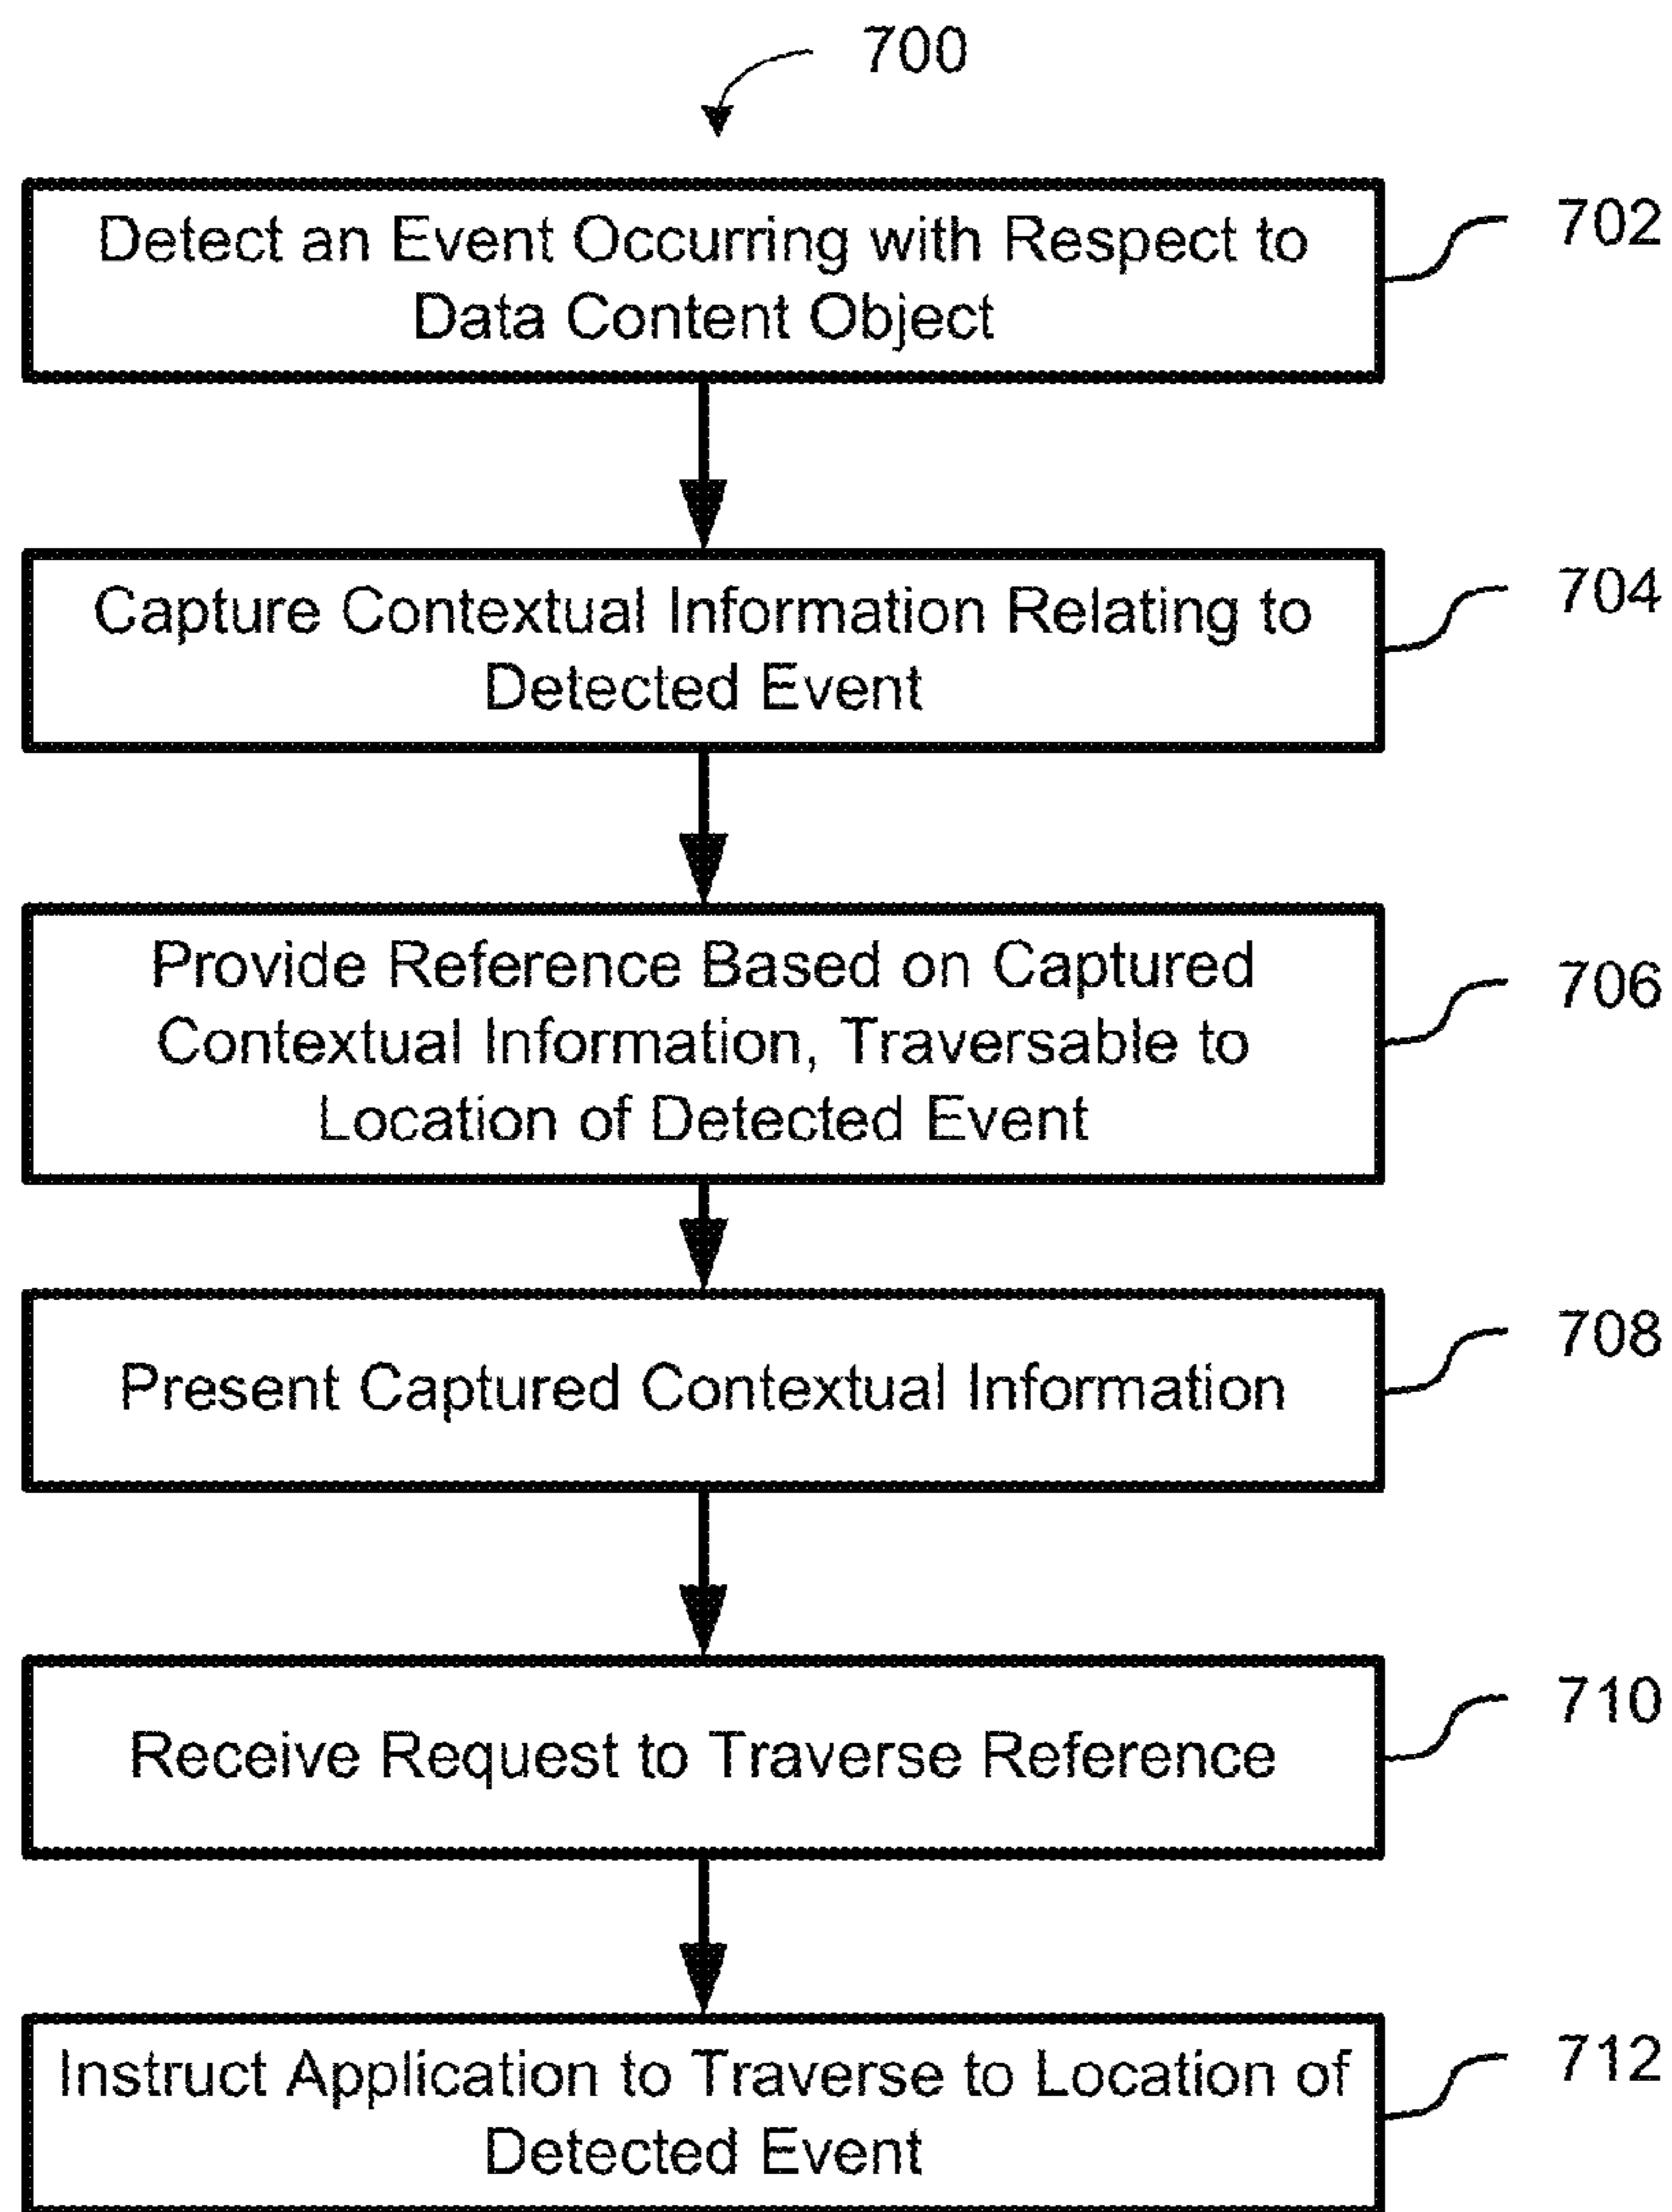 700
Detect an Event Occurring with Respect to
Data Content Object
702
Capture Contextual Information Relating to
Detected Event
704
Provide Reference Based on Captured
Contextual Information, Traversable to
Location of Detected Event
706
Present Captured Contextual Information
708
Receive Request to Traverse Reference
710
Instruct Application to Traverse to Location of
Detected Event
712